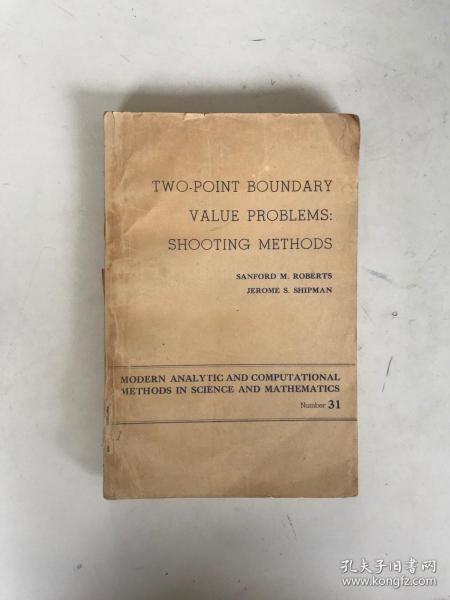 TWO-POINT BOUNDARY
VALUE PROBLEMS:
SHOOTING METHODS
SANFORD M. ROBERTS
JEROME S. SHIPMAN
MODERN ANALYTIC AND COMPUTATIONAL
METHODS IN SCIENCE AND MATHEMATICS
Number 31
孔夫子旧书网
www.kongfz.com